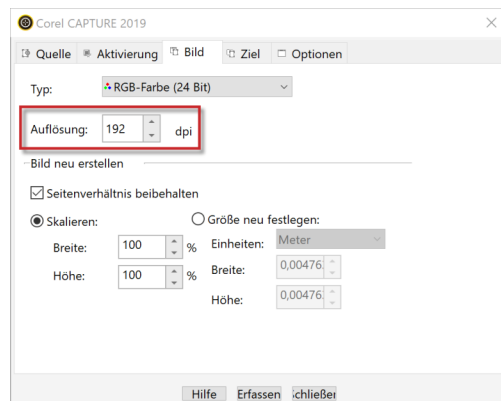 Corel CAPTURE 2019
Quelle Aktivierung Bild Ziel Optionen
Typ: RGB-Farbe (24 Bit)
Auflösung: 192 dpi
Bild neu erstellen
Seitenverhältnis beibehalten
Skalieren: Größe neu festlegen:
Breite: 100 % Einheiten: Meter
Höhe: 100 % Breite: 0,00476
Höhe: 0,00476
Hilfe Erfassen schließen